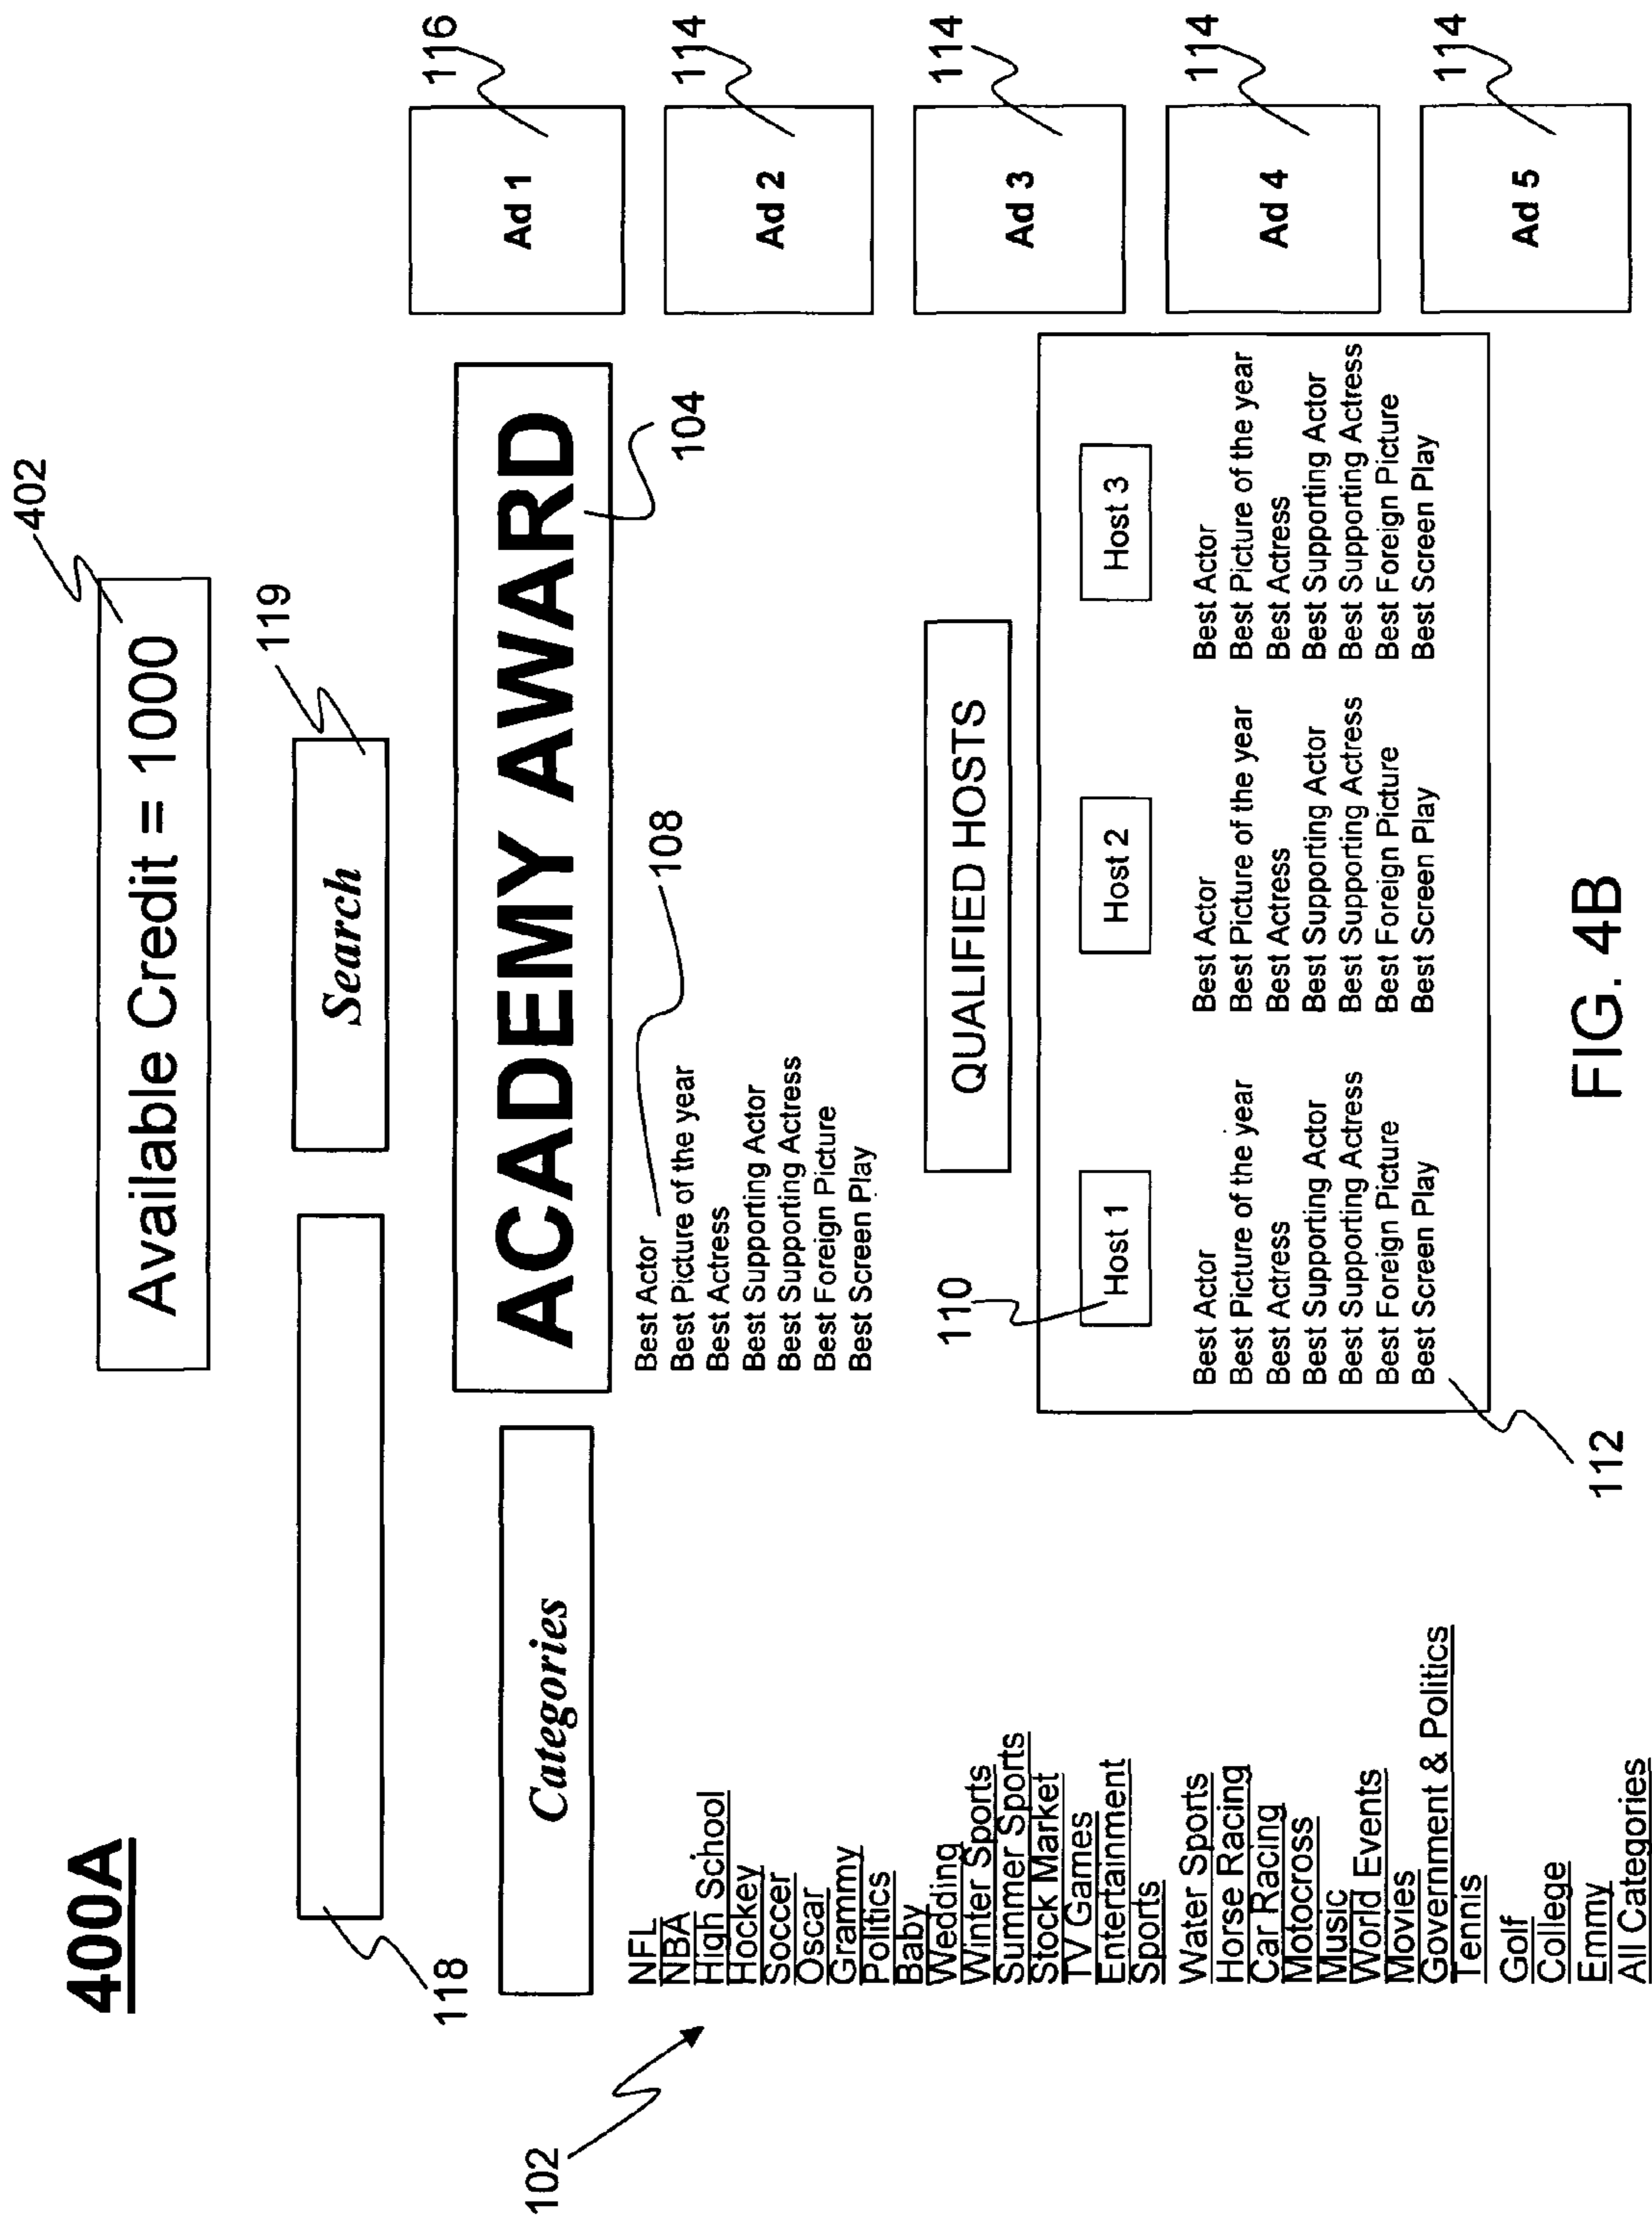 400A
402
Available Credit = 1000
118
119
Search
Categories
ACADEMY AWARD
104
116
Ad 1
114
Ad 2
114
Ad 3
114
Ad 4
114
Ad 5
102
NFL
NBA
High School
Hockey
Soccer
Oscar
Grammy
Politics
Baby
Wedding
Winter Sports
Summer Sports
Stock Market
TV Games
Entertainment
Sports
Water Sports
Horse Racing
Car Racing
Motocross
Music
World Events
Movies
Government & Politics
Tennis
Golf
College
Emmy
All Categories
108
Best Actor
Best Picture of the year
Best Actress
Best Supporting Actor
Best Supporting Actress
Best Foreign Picture
Best Screen Play
QUALIFIED HOSTS
110
Host 1
Best Actor
Best Picture of the year
Best Actress
Best Supporting Actor
Best Supporting Actress
Best Foreign Picture
Best Screen Play
Host 2
Best Actor
Best Picture of the year
Best Actress
Best Supporting Actor
Best Supporting Actress
Best Foreign Picture
Best Screen Play
Host 3
Best Actor
Best Picture of the year
Best Actress
Best Supporting Actor
Best Supporting Actress
Best Foreign Picture
Best Screen Play
112
FIG. 4B